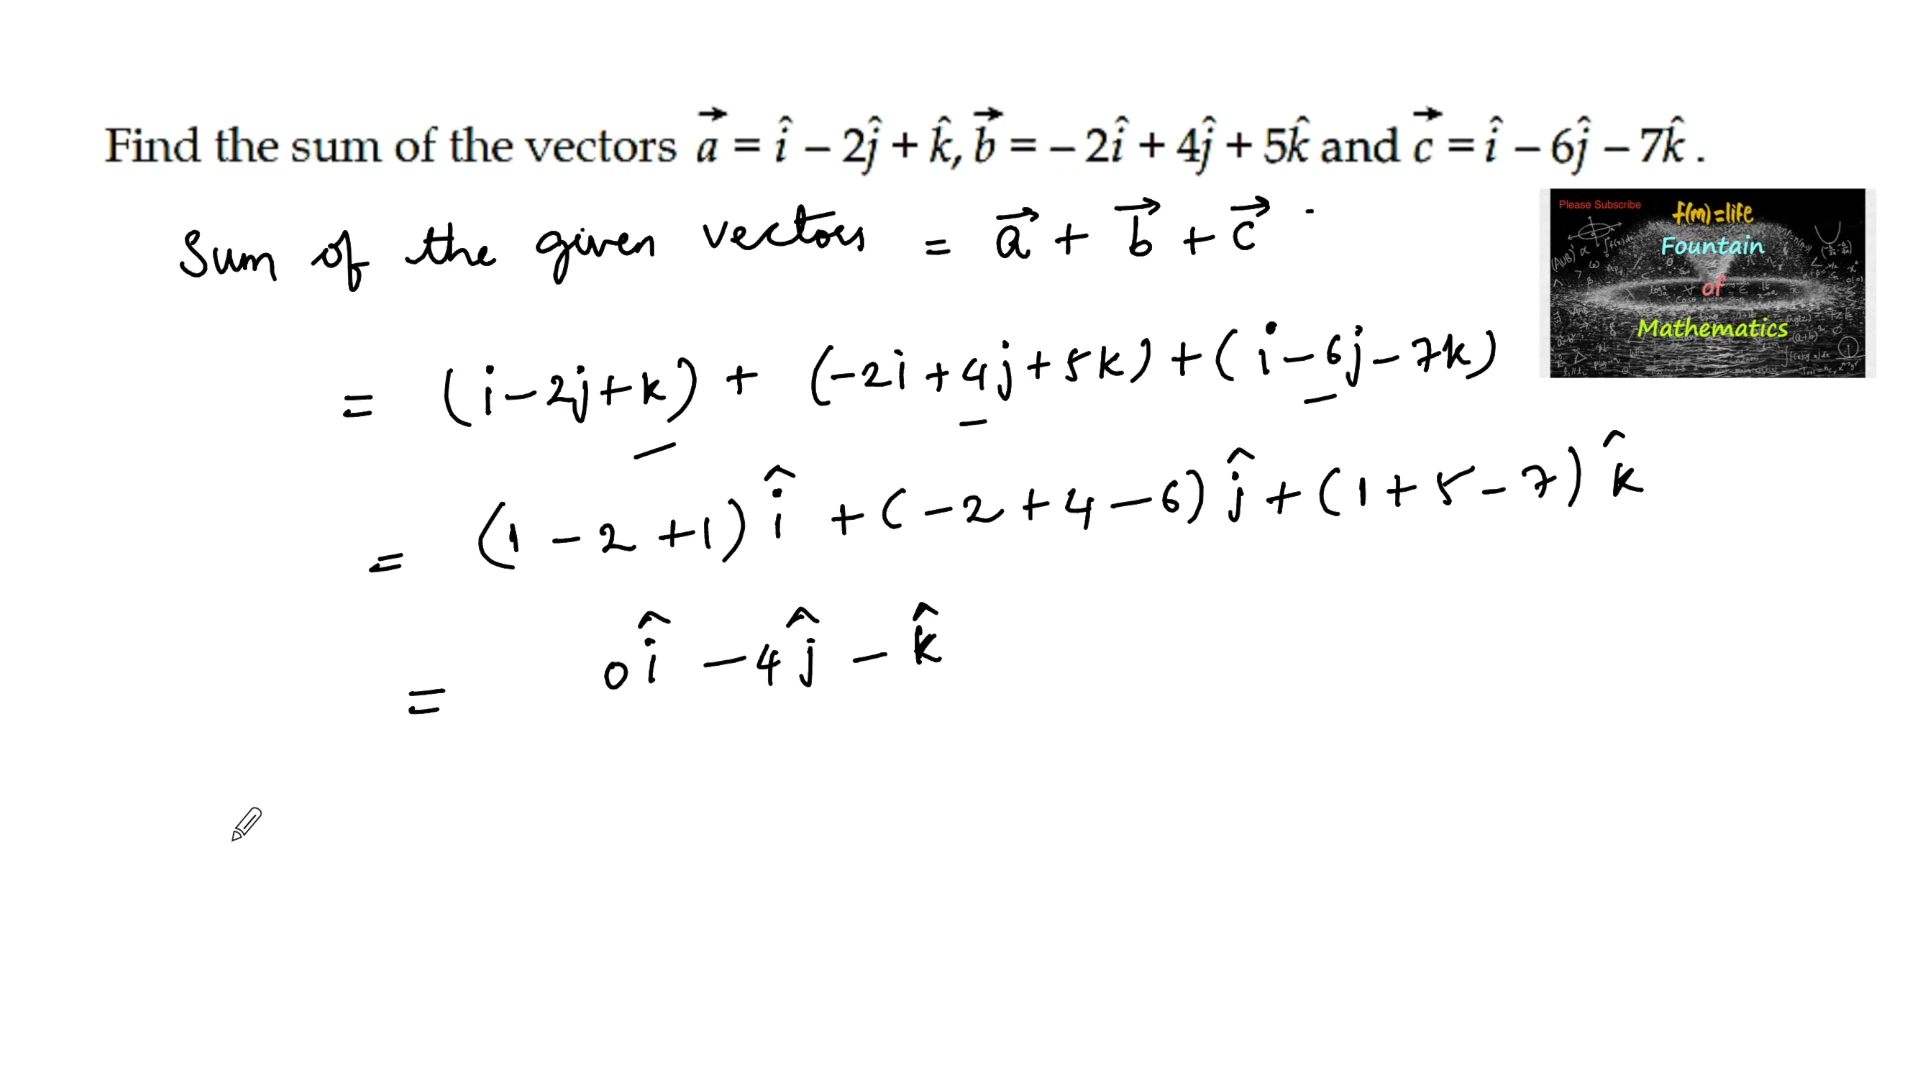 Find the sum of the vectors a⃗ = î – 2ĵ + k̂, b⃗ = – 2î + 4ĵ + 5k̂ and c⃗ = î – 6ĵ – 7k̂ .
Sum of the given vectors = a⃗ + b⃗ + c⃗ .
Please Subscribe
f(m)=life
Fountain
of
Mathematics
= (i-2j+k) + (-2i+4j+5k)+(i-6j-7k)
= (1-2+1) î +(-2+4-6) ĵ+(1+5-7) k̂
= 0î -4ĵ - k̂